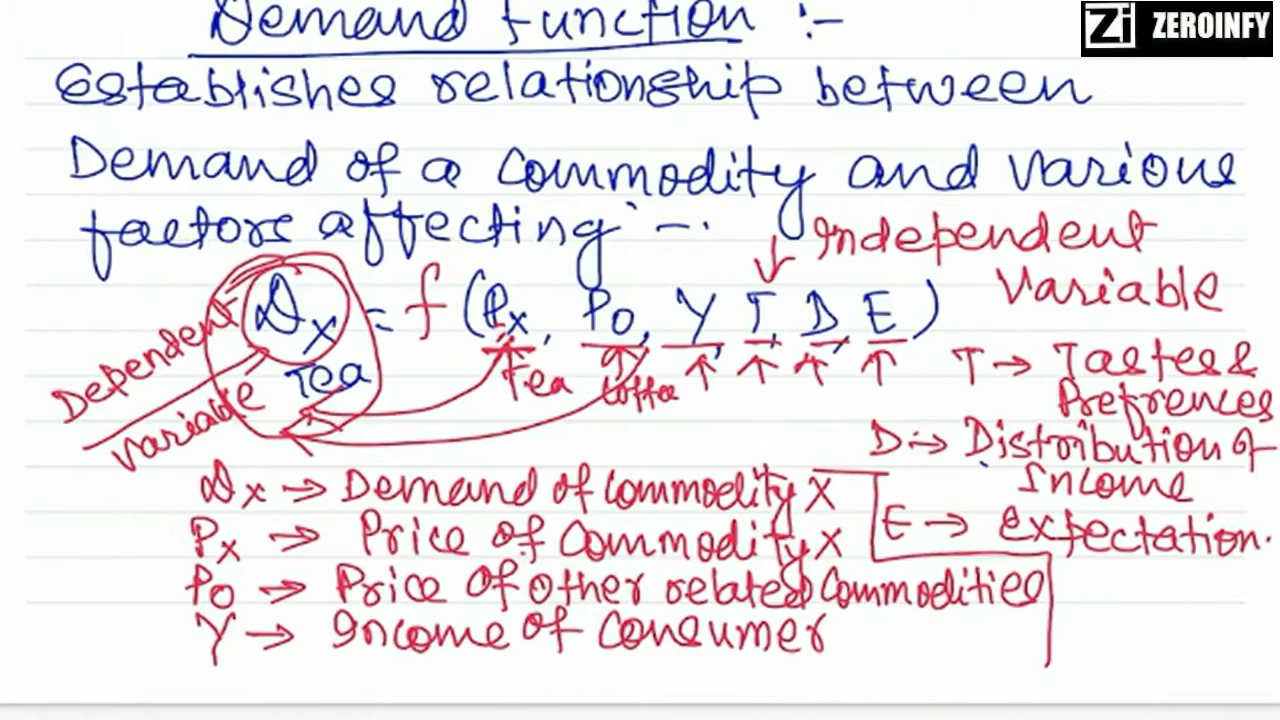 Demand function :-
ZEROINFY
Establishes relationship between
Demand of a commodity and various
factors affecting -.
Independent
Variable
Dx = f (Px, Po, Y, T, D, E)
Dependent
Variable
Tea
Tea
Coffee
T → Tastes &
Prefrences
D → Distribution of
Income
Dx → Demand of Commodity X
E → Expectation.
Px → Price of Commodity X
Po → Price of other related Commodities
Y → Income of Consumer